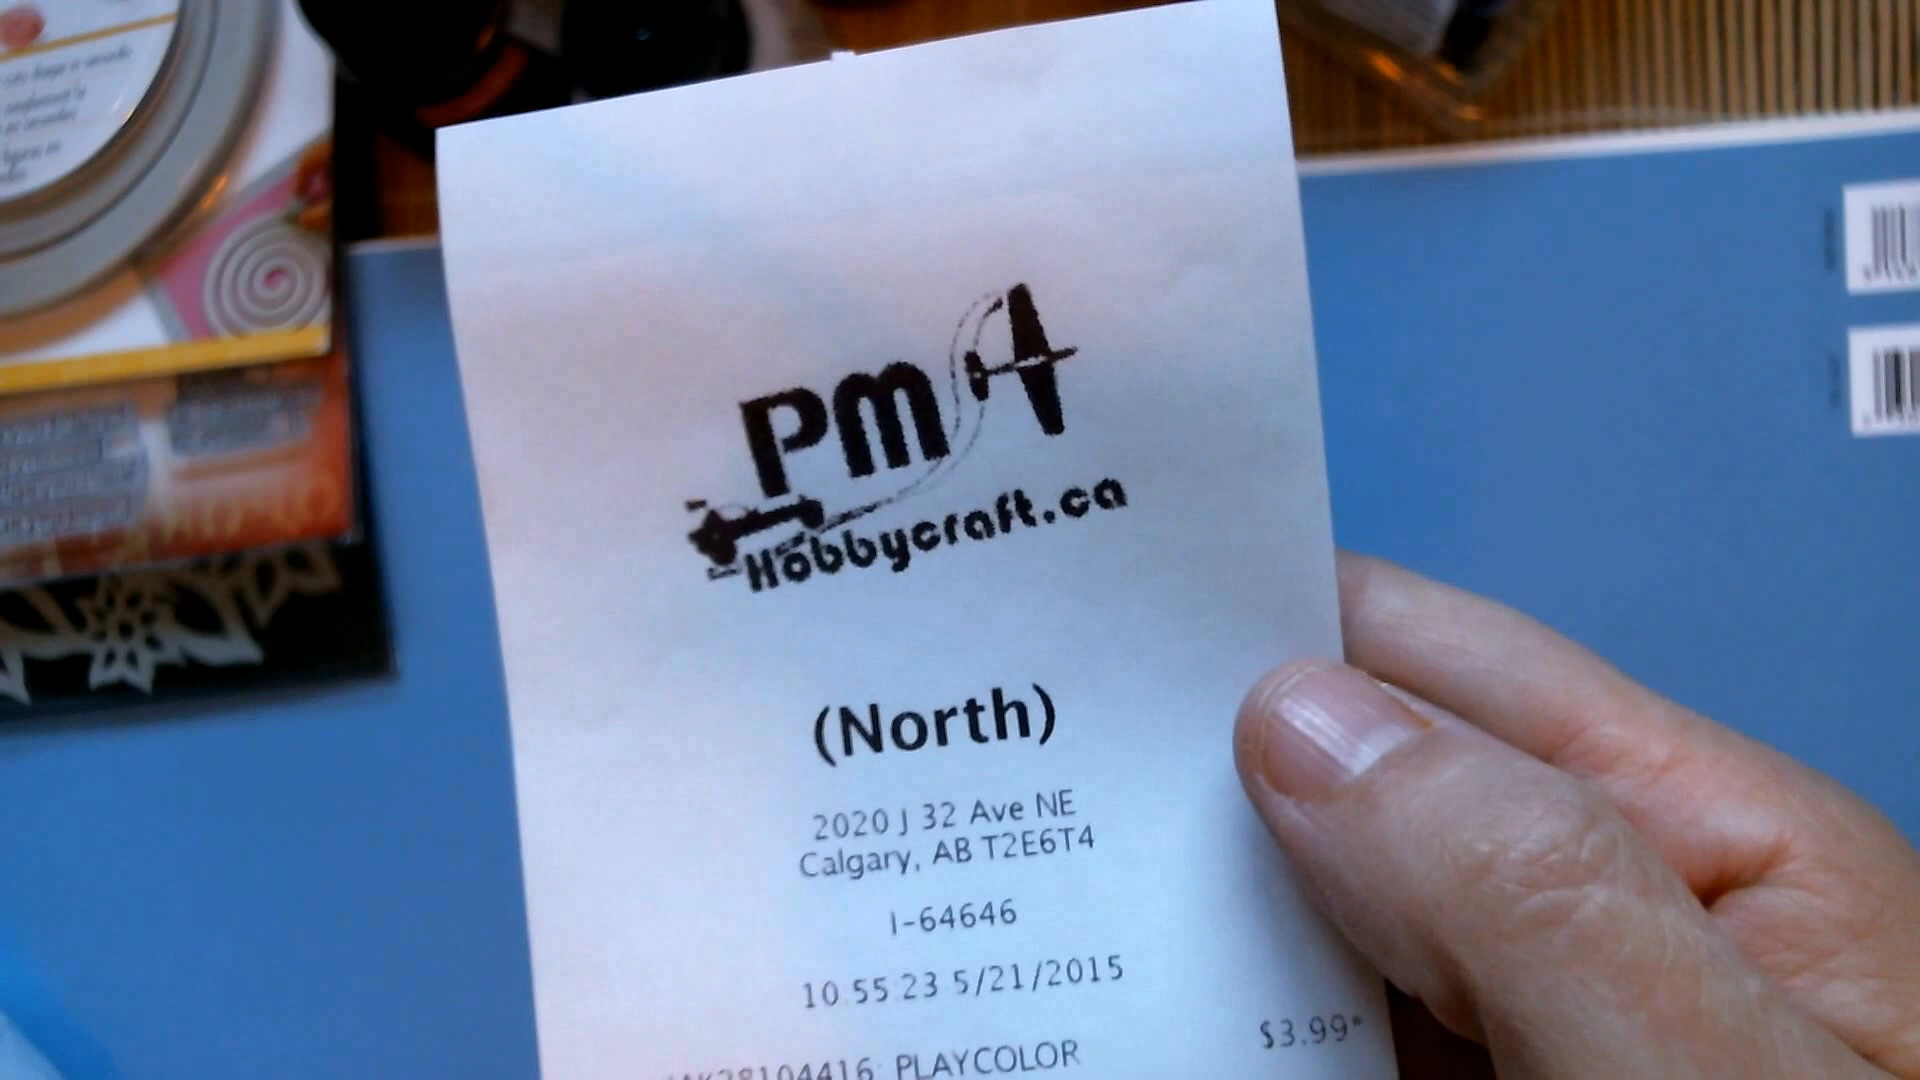 PMA
Hobbycraft.ca
(North)
2020 J 32 Ave NE
Calgary, AB T2E6T4
I-64646
10:55:23 5/21/2015
PLAYCOLOR $3.99*